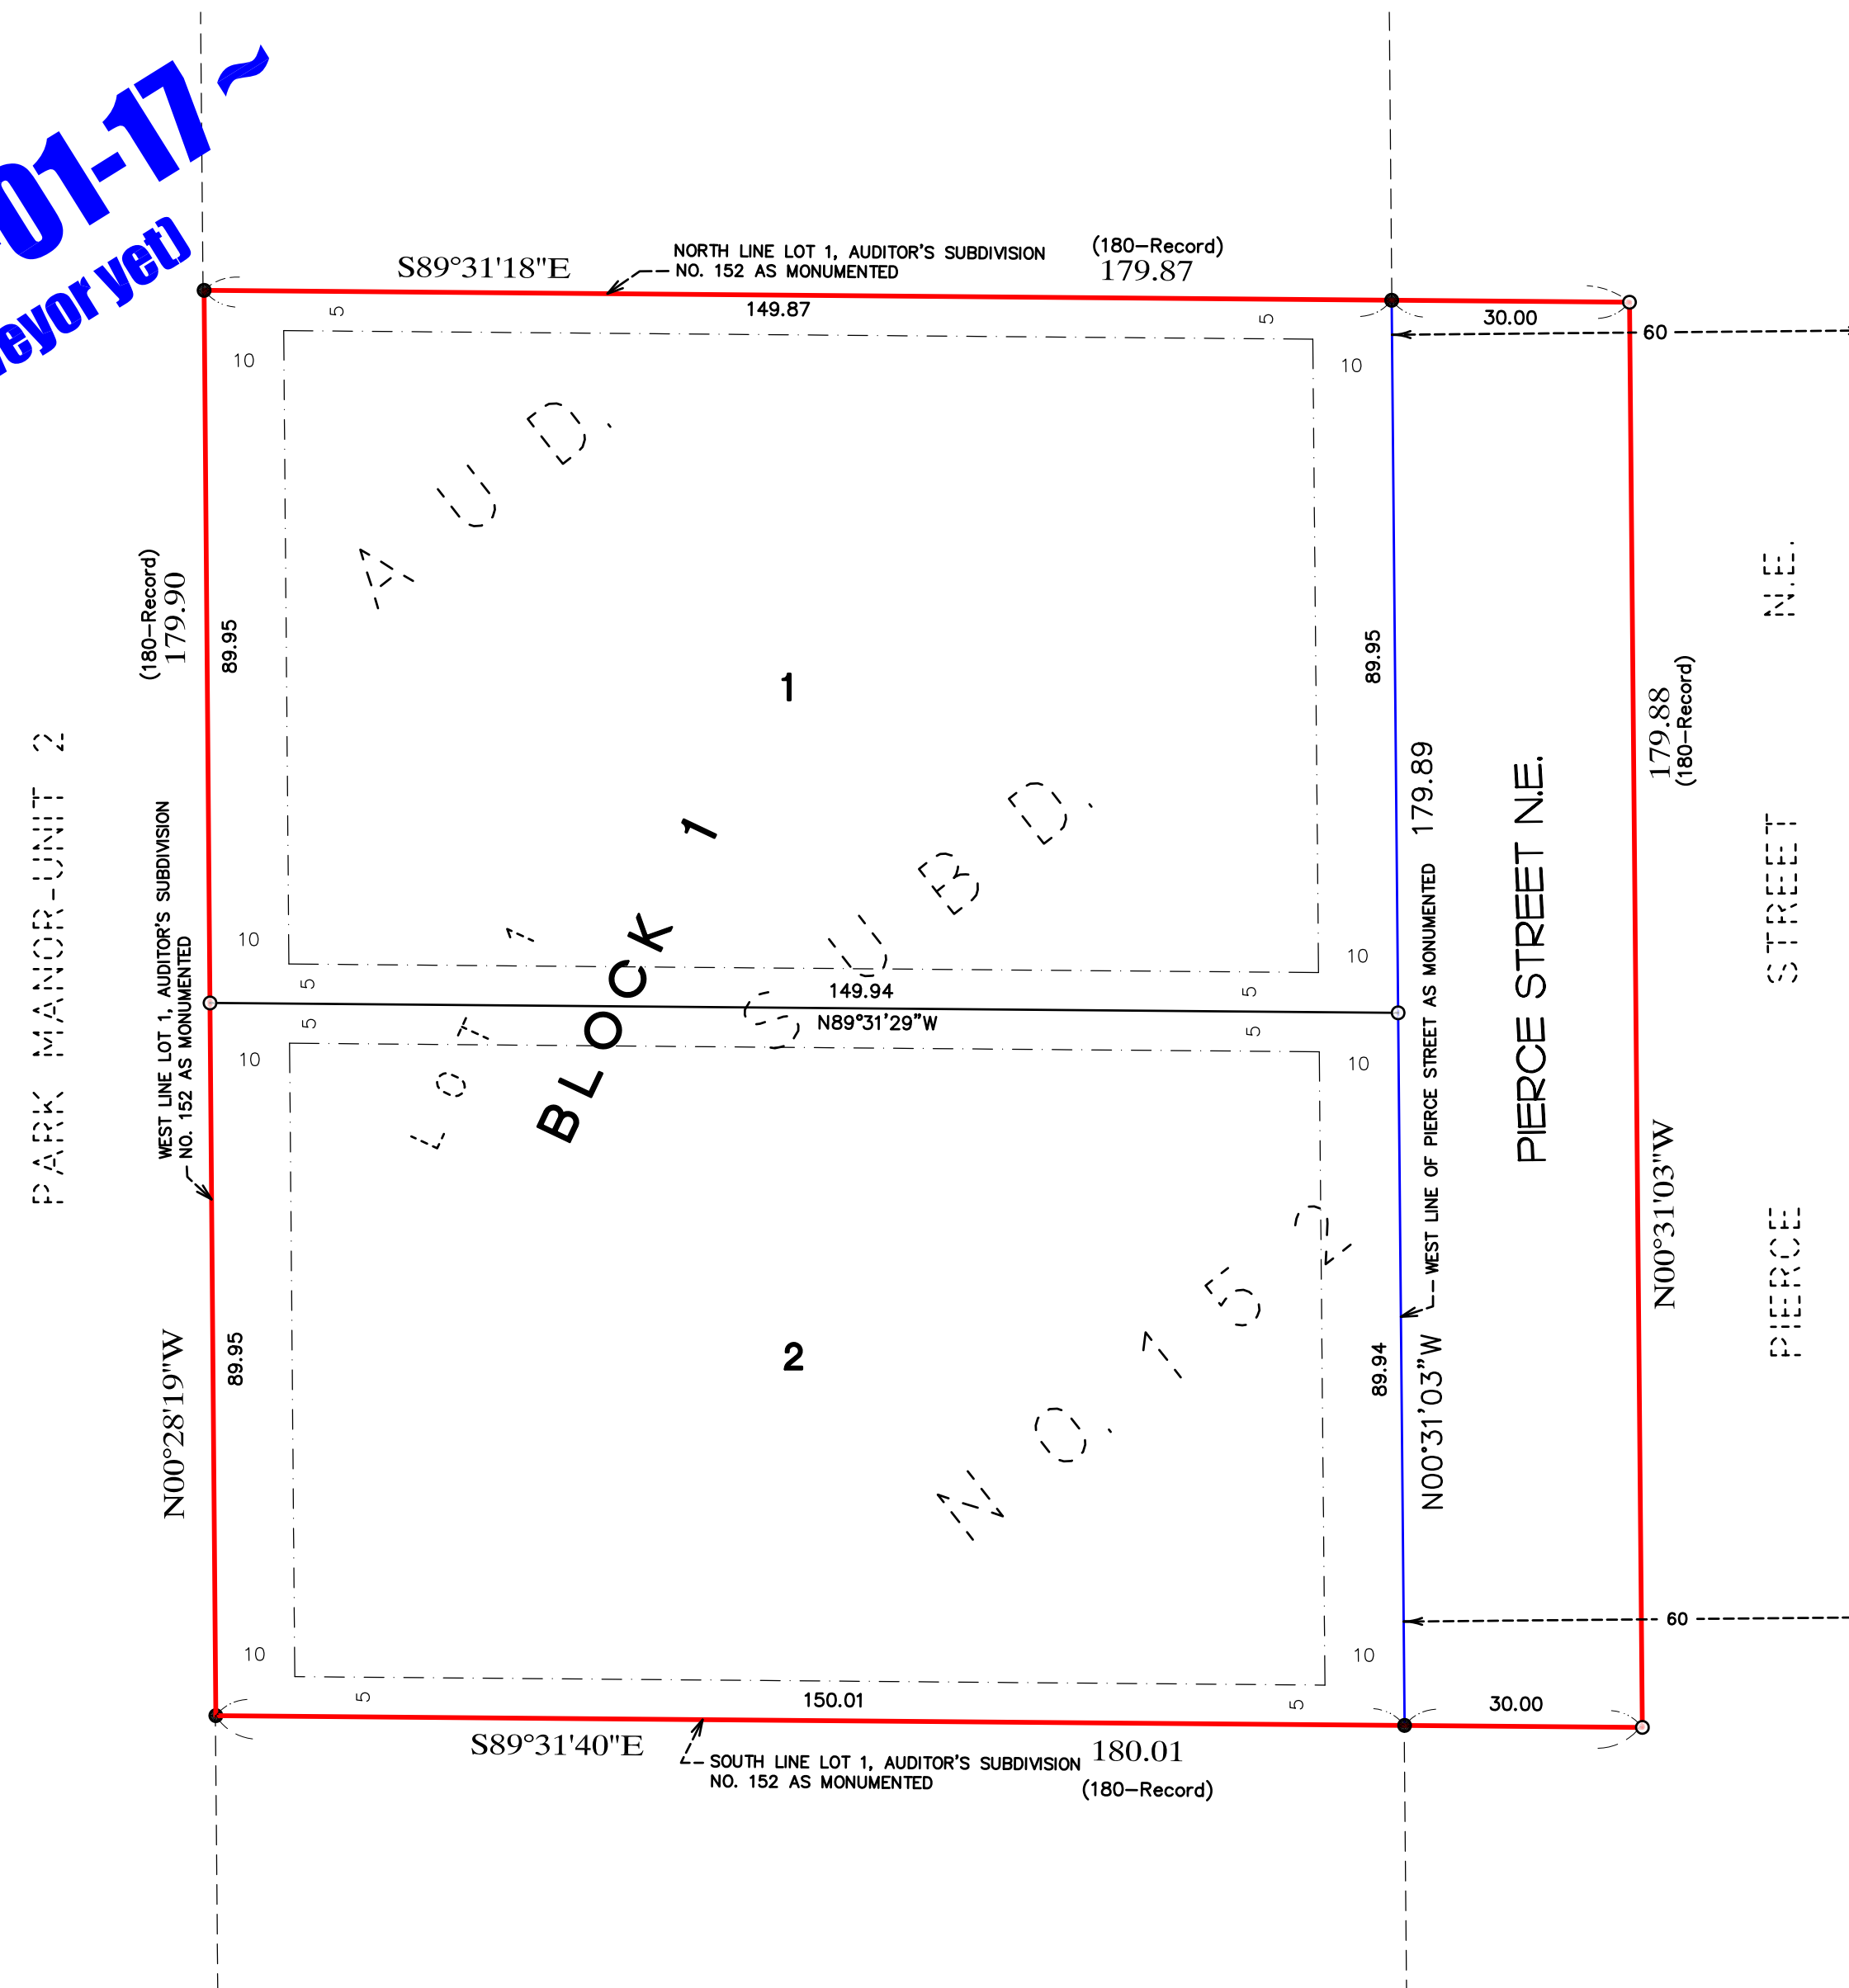 01-17 ~
eyor yet)
S89°31'18"E
NORTH LINE LOT 1, AUDITOR'S SUBDIVISION
NO. 152 AS MONUMENTED
(180-Record)
179.87
149.87
30.00
60
5
5
10
10
AUD.
(180-Record)
179.90
89.95
1
89.95
N.E.
179.88
(180-Record)
PARK MANOR-UNIT 2
WEST LINE LOT 1, AUDITOR'S SUBDIVISION
NO. 152 AS MONUMENTED
LOT 1
BLOCK 1
SUBD.
179.89
WEST LINE OF PIERCE STREET AS MONUMENTED
PIERCE STREET N.E.
STREET
10
10
5
5
149.94
N89°31'29"W
5
5
10
10
N00°31'03"W
N00°28'19"W
89.95
2
NO. 152
89.94
N00°31'03"W
PIERCE
60
10
10
5
5
150.01
30.00
S89°31'40"E
SOUTH LINE LOT 1, AUDITOR'S SUBDIVISION
NO. 152 AS MONUMENTED
180.01
(180-Record)